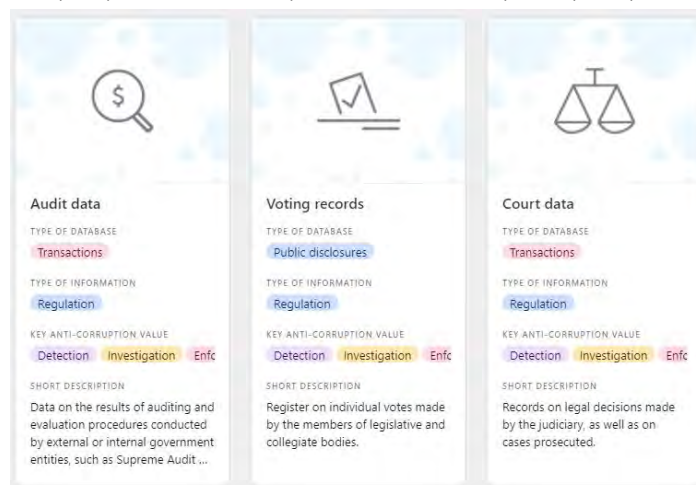 $
Audit data
TYPE OF DATABASE
Transactions
TYPE OF INFORMATION
Regulation
KEY ANTI-CORRUPTION VALUE
Detection Investigation Enfc
SHORT DESCRIPTION
Data on the results of auditing and
evaluation procedures conducted
by external or internal government
entities, such as Supreme Audit ...
Voting records
TYPE OF DATABASE
Public disclosures
TYPE OF INFORMATION
Regulation
KEY ANTI-CORRUPTION VALUE
Detection Investigation Enfc
SHORT DESCRIPTION
Register on individual votes made
by the members of legislative and
collegiate bodies.
Court data
TYPE OF DATABASE
Transactions
TYPE OF INFORMATION
Regulation
KEY ANTI-CORRUPTION VALUE
Detection Investigation Enfc
SHORT DESCRIPTION
Records on legal decisions made
by the judiciary, as well as on
cases prosecuted.